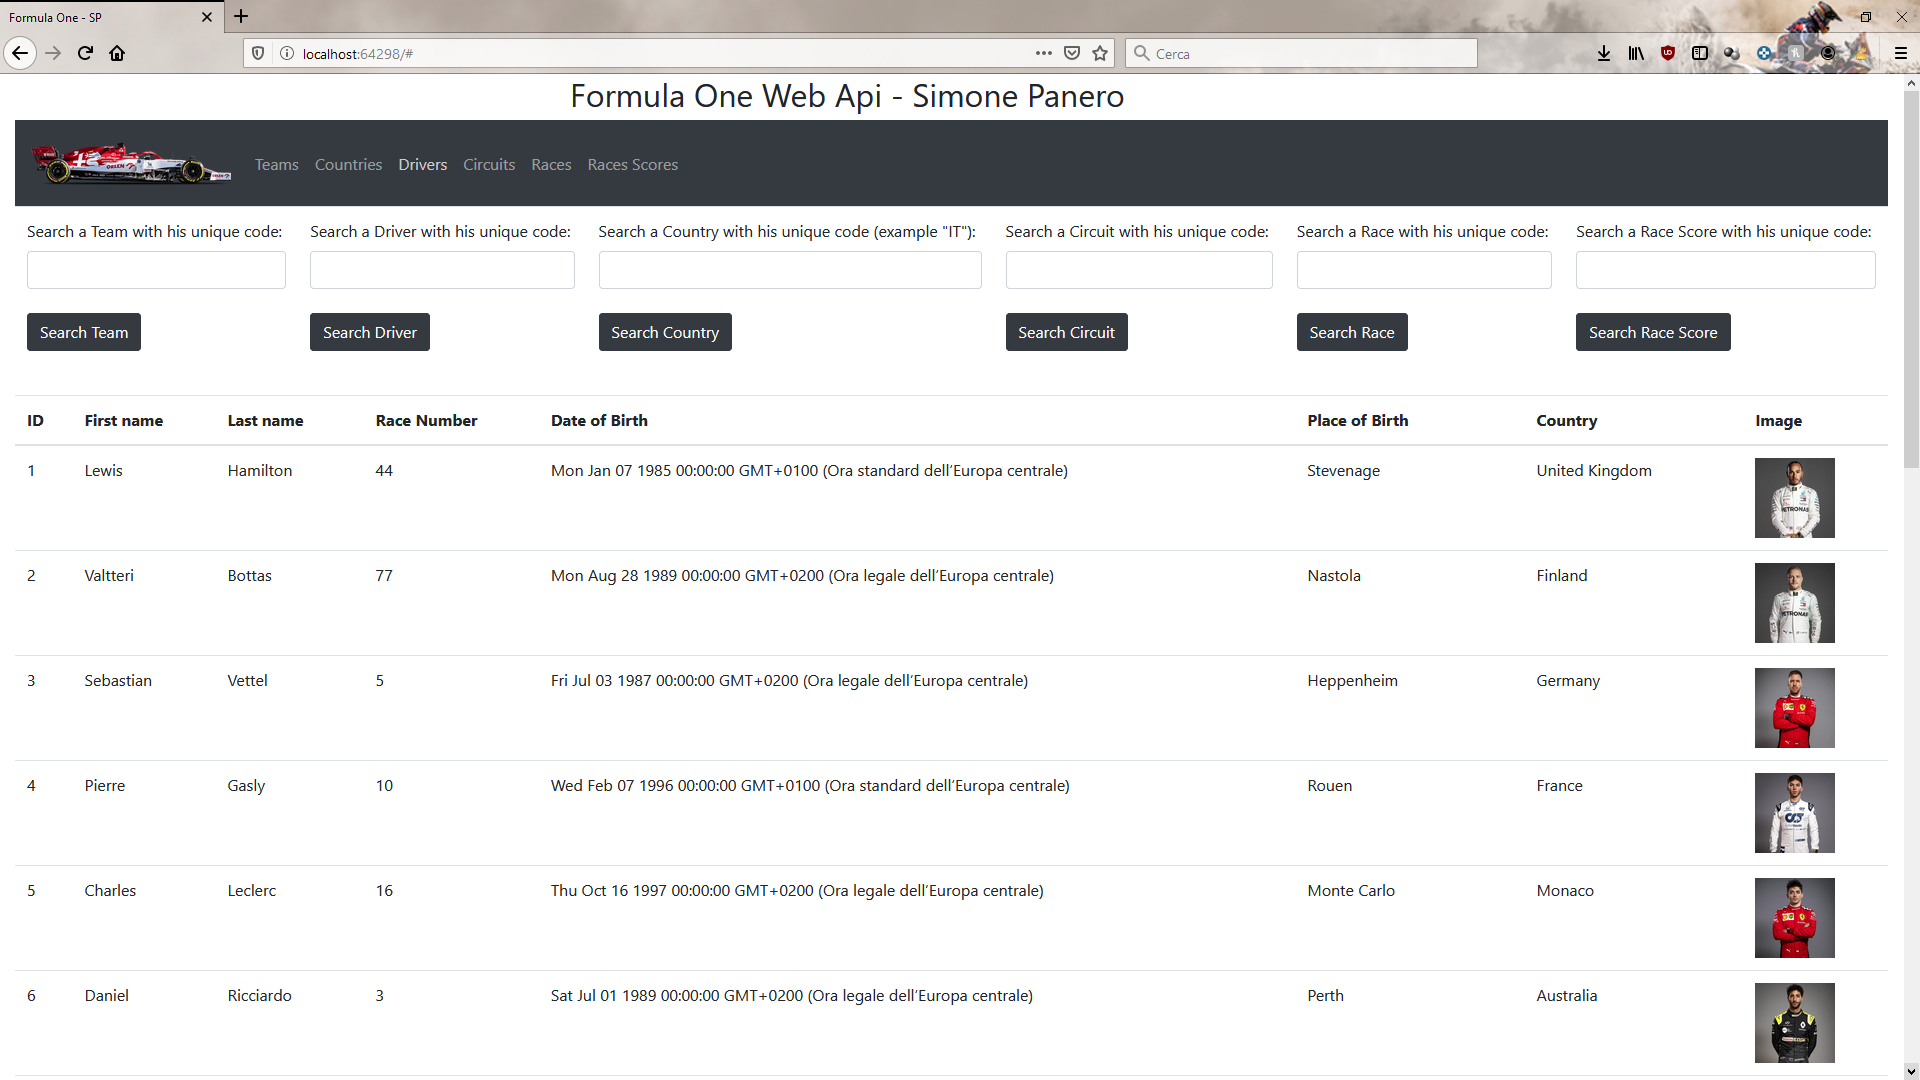 Formula One - SP
localhost:64298/#
Cerca
Formula One Web Api - Simone Panero
Teams Countries Drivers Circuits Races Races Scores
Search a Team with his unique code: Search a Driver with his unique code: Search a Country with his unique code (example "IT"): Search a Circuit with his unique code: Search a Race with his unique code: Search a Race Score with his unique code:
Search Team Search Driver Search Country Search Circuit Search Race Search Race Score
ID First name Last name Race Number Date of Birth Place of Birth Country Image
1 Lewis Hamilton 44 Mon Jan 07 1985 00:00:00 GMT+0100 (Ora standard dell’Europa centrale) Stevenage United Kingdom
PETRONAS
2 Valtteri Bottas 77 Mon Aug 28 1989 00:00:00 GMT+0200 (Ora legale dell’Europa centrale) Nastola Finland
PETRONAS
3 Sebastian Vettel 5 Fri Jul 03 1987 00:00:00 GMT+0200 (Ora legale dell’Europa centrale) Heppenheim Germany
4 Pierre Gasly 10 Wed Feb 07 1996 00:00:00 GMT+0100 (Ora standard dell’Europa centrale) Rouen France
5 Charles Leclerc 16 Thu Oct 16 1997 00:00:00 GMT+0200 (Ora legale dell’Europa centrale) Monte Carlo Monaco
6 Daniel Ricciardo 3 Sat Jul 01 1989 00:00:00 GMT+0200 (Ora legale dell’Europa centrale) Perth Australia